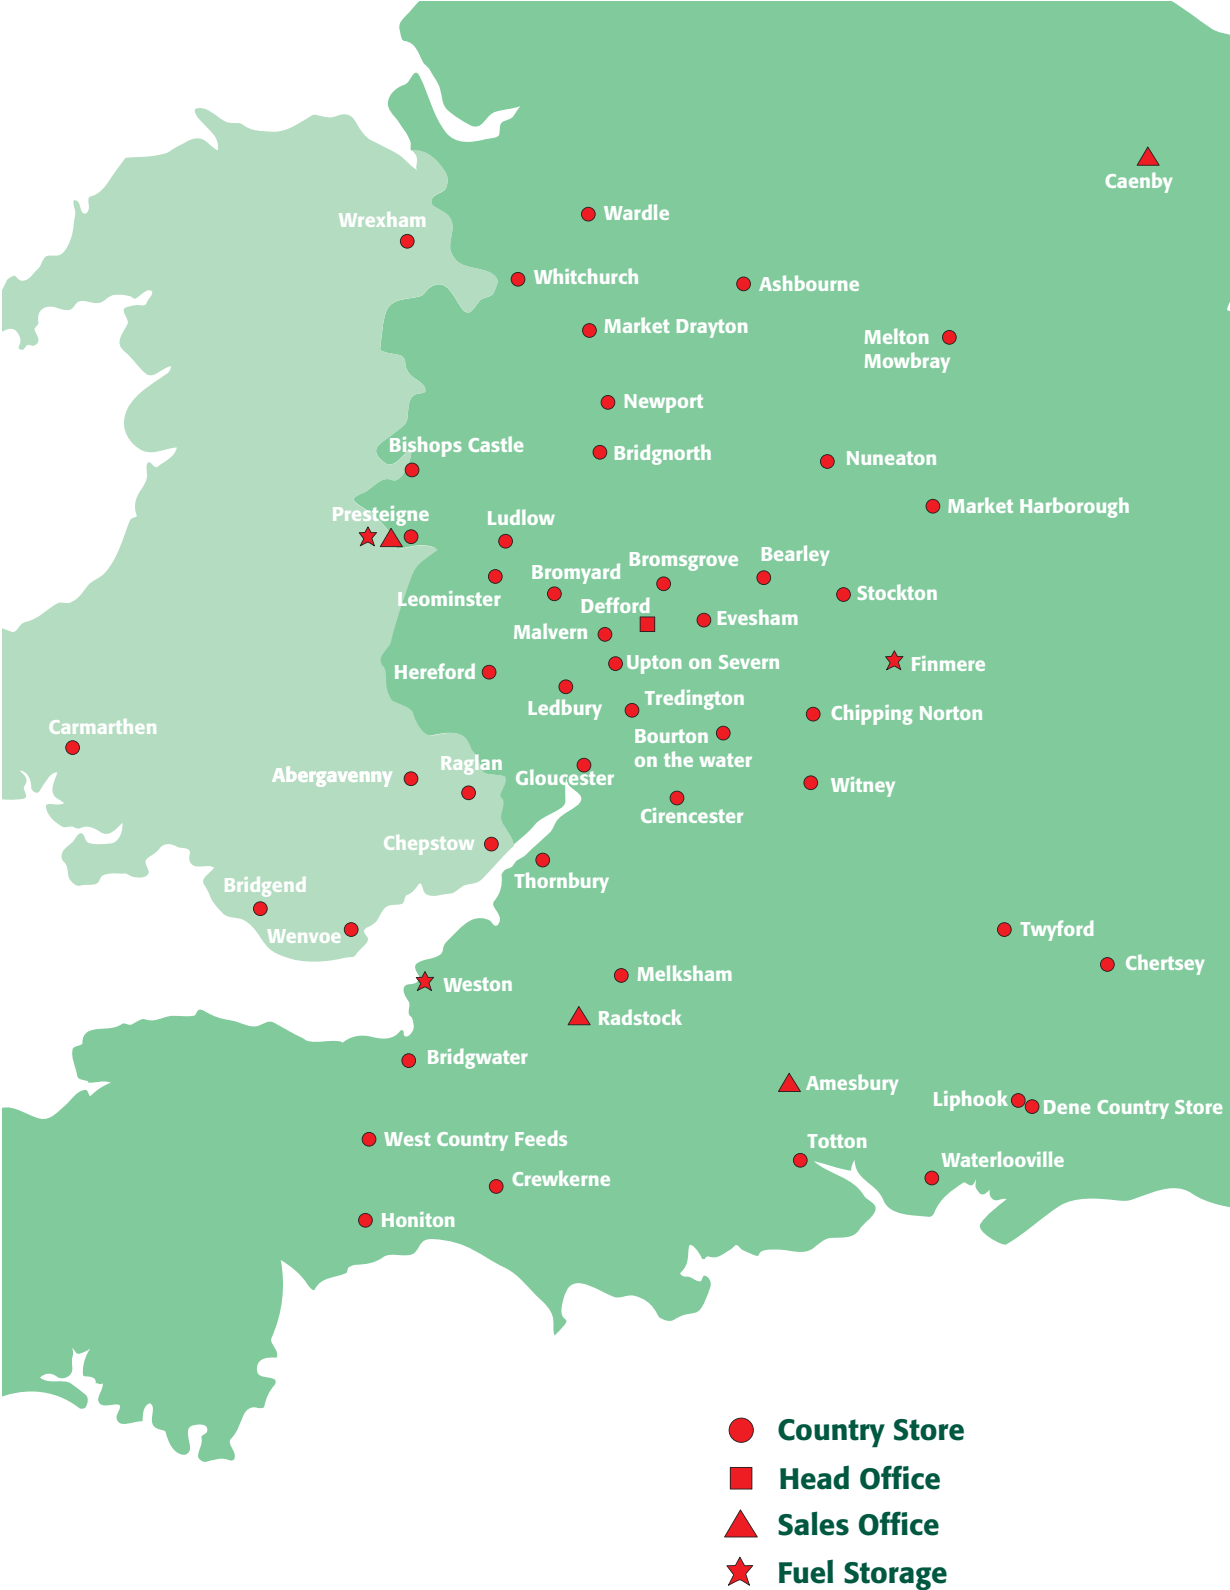 Caenby
Wardle
Wrexham
Whitchurch
Ashbourne
Market Drayton
Melton
Mowbray
Newport
Bishops Castle
Bridgnorth
Nuneaton
Market Harborough
Presteigne
Ludlow
Bromsgrove
Bearley
Bromyard
Leominster
Stockton
Defford
Evesham
Malvern
Upton on Severn
Finmere
Hereford
Tredington
Ledbury
Chipping Norton
Carmarthen
Bourton
on the water
Raglan
Abergavenny
Gloucester
Witney
Cirencester
Chepstow
Thornbury
Bridgend
Wenvoe
Twyford
Chertsey
Melksham
Weston
Radstock
Bridgwater
Amesbury
Liphook
Dene Country Store
West Country Feeds
Totton
Waterlooville
Crewkerne
Honiton
Country Store
Head Office
Sales Office
Fuel Storage